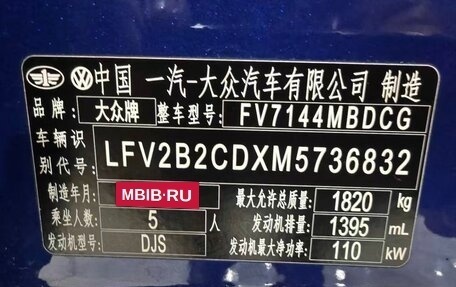 中国 一汽-大众汽车有限公司 制造
品牌: 大众牌 整车型号: FV7144MBDCG
车辆识别代号: LFV2B2CDXM5736832
制造年月: MBIB·RU 最大允许总质量: 1820 kg
乘坐人数: 5 人 发动机排量: 1395 mL
发动机型号: DJS 发动机最大净功率: 110 kW